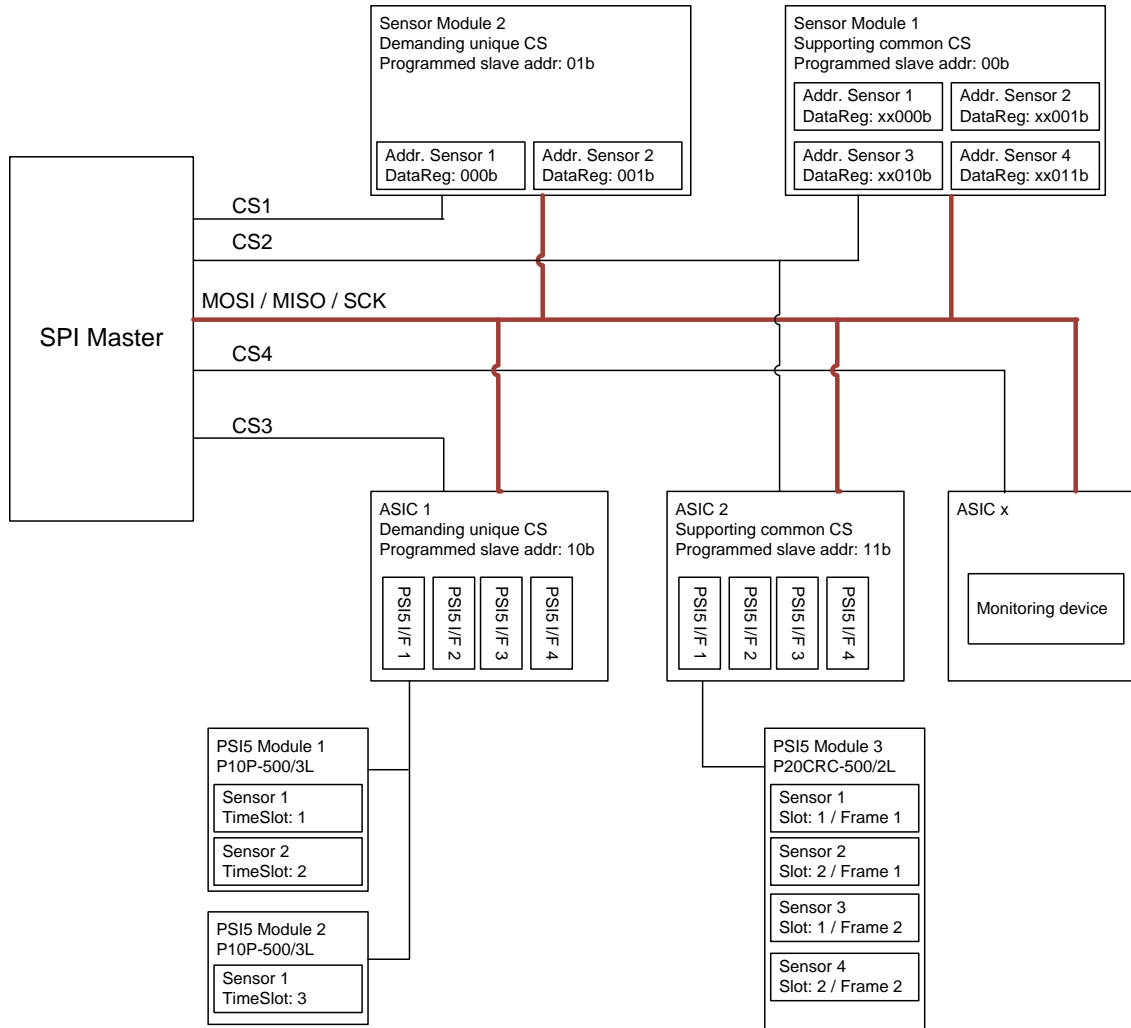 Sensor Module 2
Demanding unique CS
Programmed slave addr: 01b
Addr. Sensor 1
DataReg: 000b
Addr. Sensor 2
DataReg: 001b
Sensor Module 1
Supporting common CS
Programmed slave addr: 00b
Addr. Sensor 1
DataReg: xx000b
Addr. Sensor 2
DataReg: xx001b
Addr. Sensor 3
DataReg: xx010b
Addr. Sensor 4
DataReg: xx011b
SPI Master
CS1
CS2
MOSI / MISO / SCK
CS4
CS3
ASIC 1
Demanding unique CS
Programmed slave addr: 10b
PSI5 I/F 1
PSI5 I/F 2
PSI5 I/F 3
PSI5 I/F 4
ASIC 2
Supporting common CS
Programmed slave addr: 11b
PSI5 I/F 1
PSI5 I/F 2
PSI5 I/F 3
PSI5 I/F 4
ASIC x
Monitoring device
PSI5 Module 1
P10P-500/3L
Sensor 1
TimeSlot: 1
Sensor 2
TimeSlot: 2
PSI5 Module 2
P10P-500/3L
Sensor 1
TimeSlot: 3
PSI5 Module 3
P20CRC-500/2L
Sensor 1
Slot: 1 / Frame 1
Sensor 2
Slot: 2 / Frame 1
Sensor 3
Slot: 1 / Frame 2
Sensor 4
Slot: 2 / Frame 2